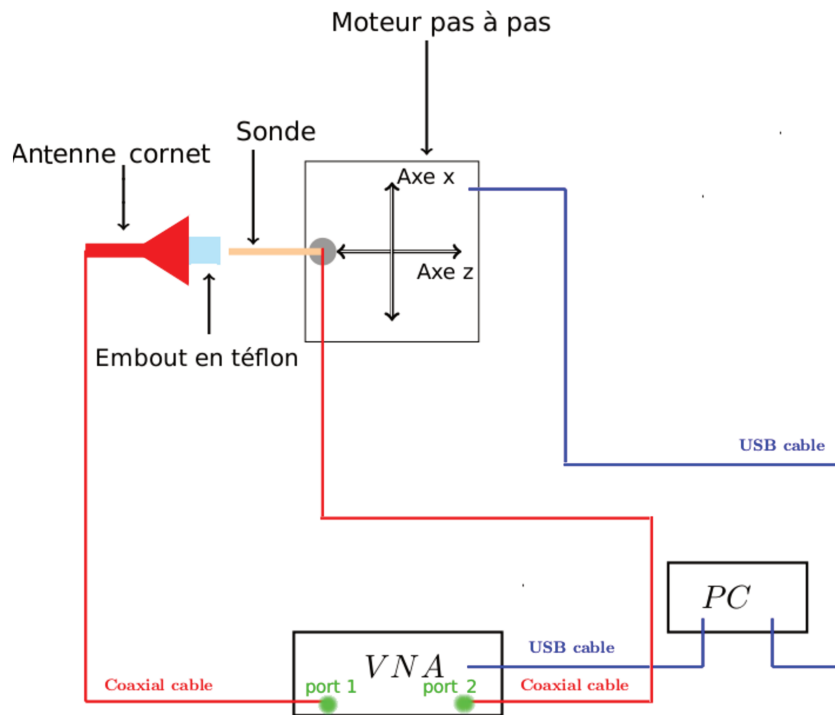 Moteur pas à pas
Sonde
Antenne cornet
Axe x
Axe z
Embout en téflon
USB cable
PC
VNA
USB cable
Coaxial cable
port 1
port 2
Coaxial cable